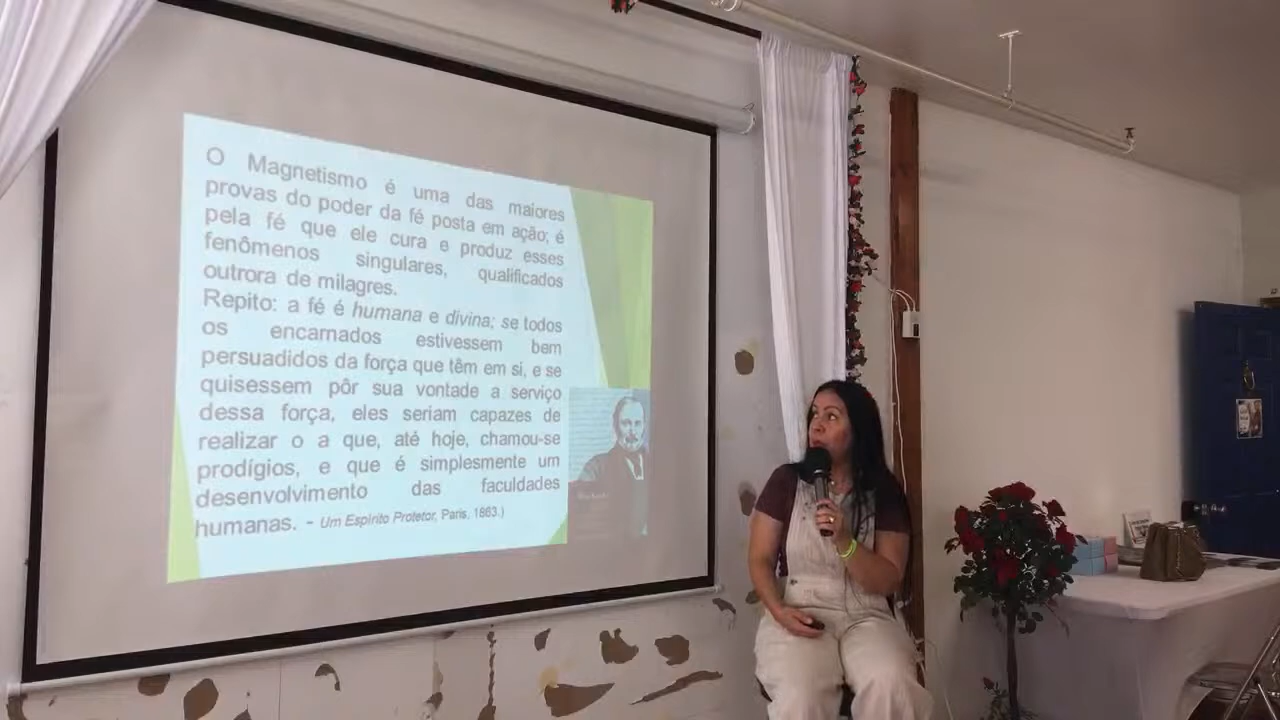 O Magnetismo é uma das maiores
provas do poder da fé posta em ação; é
pela fé que ele cura e produz esses
fenômenos singulares, qualificados
outrora de milagres.
Repito: a fé é humana e divina; se todos
os encarnados estivessem bem
persuadidos da força que têm em si, e se
quisessem pôr sua vontade a serviço
dessa força, eles seriam capazes de
realizar o a que, até hoje, chamou-se
prodígios, e que é simplesmente um
desenvolvimento das faculdades
humanas. - Um Espírito Protetor, Paris, 1863.)